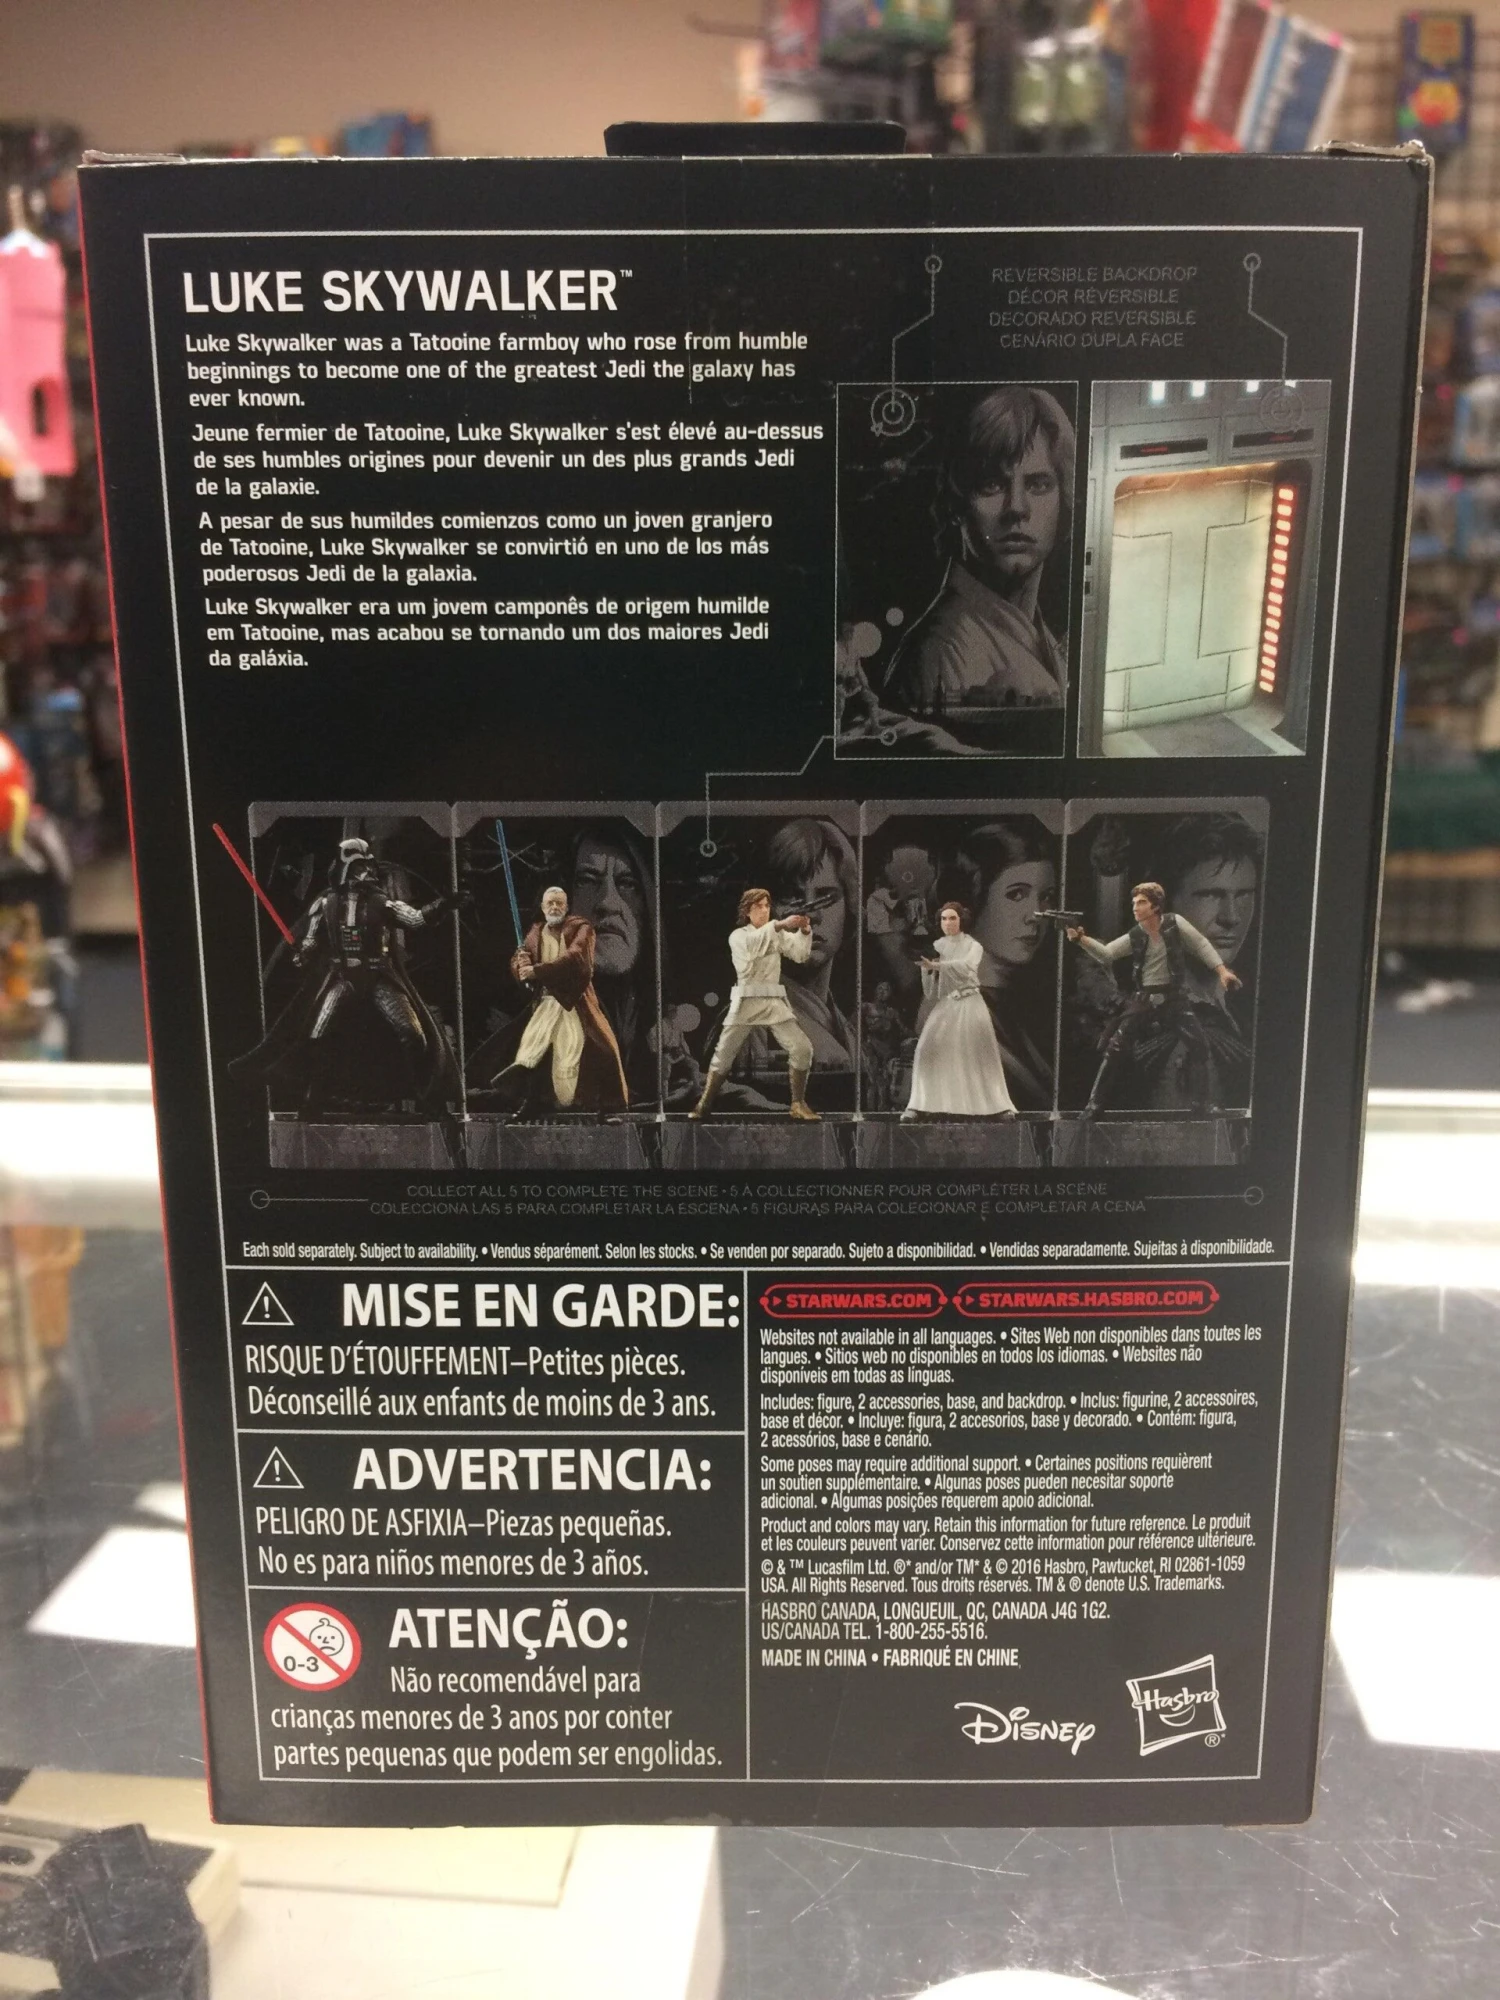 LUKE SKYWALKER™
Luke Skywalker was a Tatooine farmboy who rose from humble
beginnings to become one of the greatest Jedi the galaxy has
ever known.
Jeune fermier de Tatooine, Luke Skywalker s'est élevé au-dessus
de ses humbles origines pour devenir un des plus grands Jedi
de la galaxie.
A pesar de sus humildes comienzos como un joven granjero
de Tatooine, Luke Skywalker se convirtió en uno de los más
poderosos Jedi de la galaxia.
Luke Skywalker era um jovem camponês de origem humilde
em Tatooine, mas acabou se tornando um dos maiores Jedi
da galáxia.
REVERSIBLE BACKDROP
DÉCOR RÉVERSIBLE
DECORADO REVERSIBLE
CENÁRIO DUPLA FACE
COLLECT ALL 5 TO COMPLETE THE SCENE • 5 À COLLECTIONNER POUR COMPLÉTER LA SCÈNE
COLECCIONA LAS 5 PARA COMPLETAR LA ESCENA • 5 FIGURAS PARA COLECIONAR E COMPLETAR A CENA
Each sold separately. Subject to availability. • Vendus séparément. Selon les stocks. • Se venden por separado. Sujeto a disponibilidad. • Vendidas separadamente. Sujeitas à disponibilidade.
MISE EN GARDE:
RISQUE D'ÉTOUFFEMENT–Petites pièces.
Déconseillé aux enfants de moins de 3 ans.
ADVERTENCIA:
PELIGRO DE ASFIXIA–Piezas pequeñas.
No es para niños menores de 3 años.
0-3
ATENÇÃO:
Não recomendável para
crianças menores de 3 anos por conter
partes pequenas que podem ser engolidas.
STARWARS.COM STARWARS.HASBRO.COM
Websites not available in all languages. • Sites Web non disponibles dans toutes les
langues. • Sitios web no disponibles en todos los idiomas. • Websites não
disponíveis em todas as línguas.
Includes: figure, 2 accessories, base, and backdrop. • Inclus: figurine, 2 accessoires,
base et décor. • Incluye: figura, 2 accesorios, base y decorado. • Contém: figura,
2 acessórios, base e cenário.
Some poses may require additional support. • Certaines positions requièrent
un soutien supplémentaire. • Algunas poses pueden necesitar soporte
adicional. • Algumas posições requerem apoio adicional.
Product and colors may vary. Retain this information for future reference. Le produit
et les couleurs peuvent varier. Conservez cette information pour référence ultérieure.
© & ™ Lucasfilm Ltd. ®* and/or TM* & © 2016 Hasbro, Pawtucket, RI 02861-1059
USA. All Rights Reserved. Tous droits réservés. TM & ® denote U.S. Trademarks.
HASBRO CANADA, LONGUEUIL, QC, CANADA J4G 1G2.
US/CANADA TEL. 1-800-255-5516.
MADE IN CHINA • FABRIQUÉ EN CHINE
Disney
Hasbro
®*